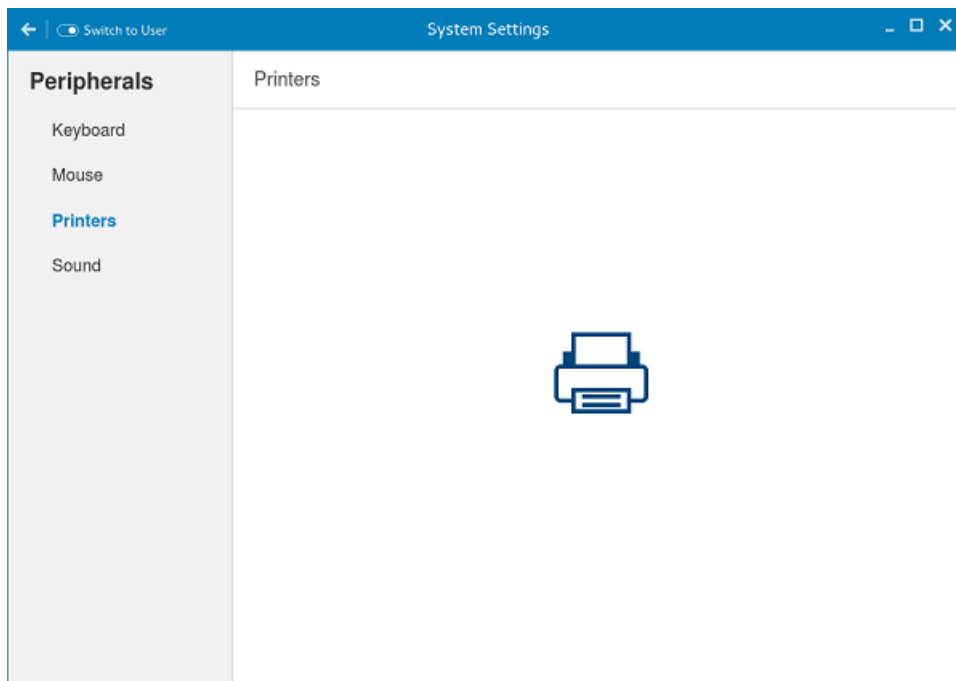 Switch to User
System Settings
Peripherals
Keyboard
Mouse
Printers
Sound
Printers